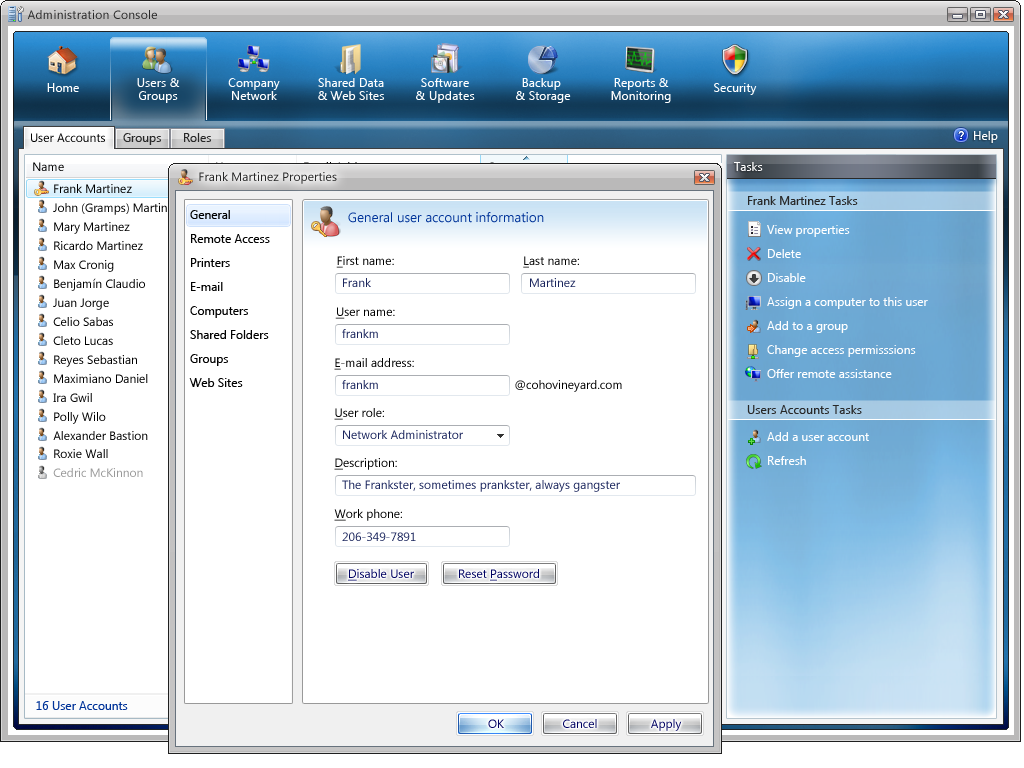 Administration Console
Home
Users &
Groups
Company
Network
Shared Data
& Web Sites
Software
& Updates
Backup
& Storage
Reports &
Monitoring
Security
User Accounts
Groups
Roles
Help
Name
Frank Martinez
John (Gramps) Martin
Mary Martinez
Ricardo Martinez
Max Cronig
Benjamín Claudio
Juan Jorge
Celio Sabas
Cleto Lucas
Reyes Sebastian
Maximiano Daniel
Ira Gwil
Polly Wilo
Alexander Bastion
Roxie Wall
Cedric McKinnon
16 User Accounts
Frank Martinez Properties
General
Remote Access
Printers
E-mail
Computers
Shared Folders
Groups
Web Sites
General user account information
First name:
Last name:
Frank
Martinez
User name:
frankm
E-mail address:
frankm @cohovineyard.com
User role:
Network Administrator
Description:
The Frankster, sometimes prankster, always gangster
Work phone:
206-349-7891
Disable User
Reset Password
OK
Cancel
Apply
Tasks
Frank Martinez Tasks
View properties
Delete
Disable
Assign a computer to this user
Add to a group
Change access permisssions
Offer remote assistance
Users Accounts Tasks
Add a user account
Refresh